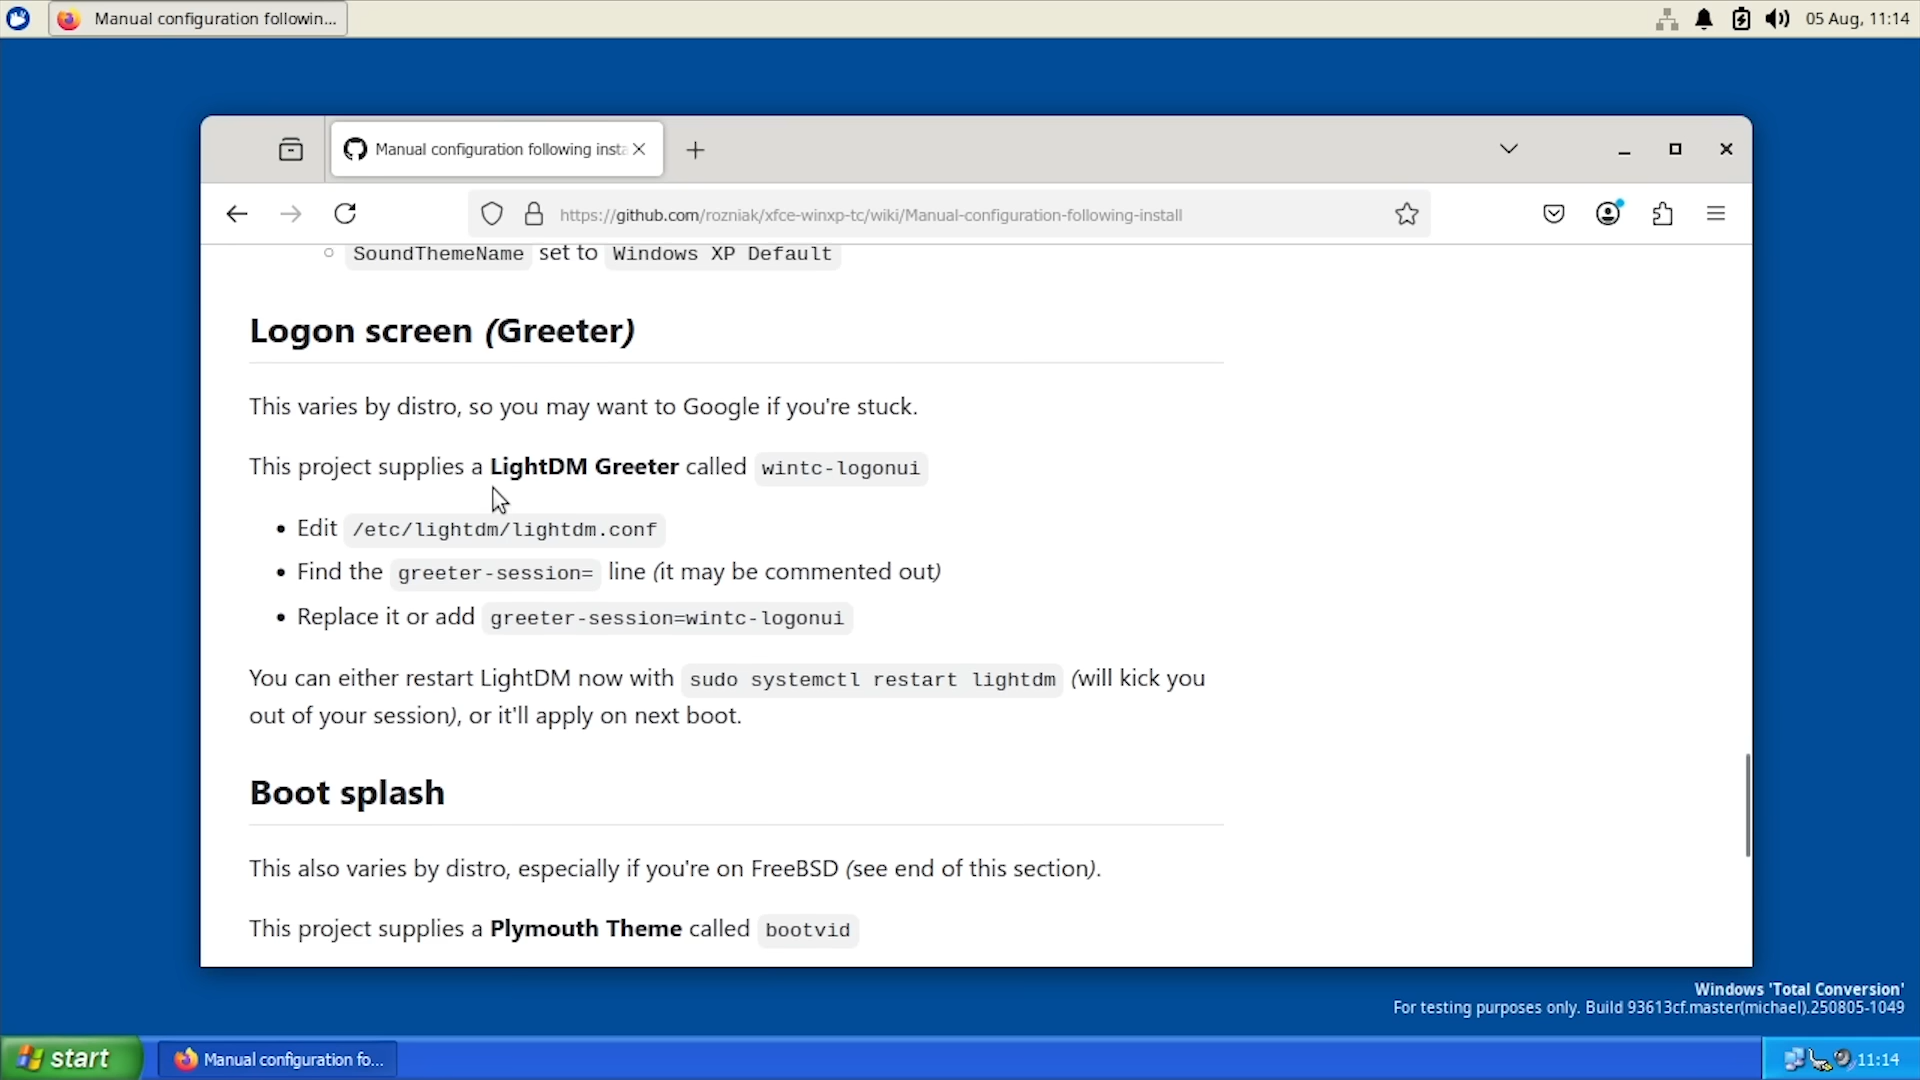 Manual configuration followin...
05 Aug, 11:14
Manual configuration following insta
https://github.com/rozniak/xfce-winxp-tc/wiki/Manual-configuration-following-install
SoundThemeName set to Windows XP Default
Logon screen (Greeter)
This varies by distro, so you may want to Google if you're stuck.
This project supplies a LightDM Greeter called wintc-logonui
Edit /etc/lightdm/lightdm.conf
Find the greeter-session= line (it may be commented out)
Replace it or add greeter-session=wintc-logonui
You can either restart LightDM now with sudo systemctl restart lightdm (will kick you
out of your session), or it'll apply on next boot.
Boot splash
This also varies by distro, especially if you're on FreeBSD (see end of this section).
This project supplies a Plymouth Theme called bootvid
Windows 'Total Conversion'
For testing purposes only. Build 93613cf.master(michael).250805-1049
start
Manual configuration fo...
11:14